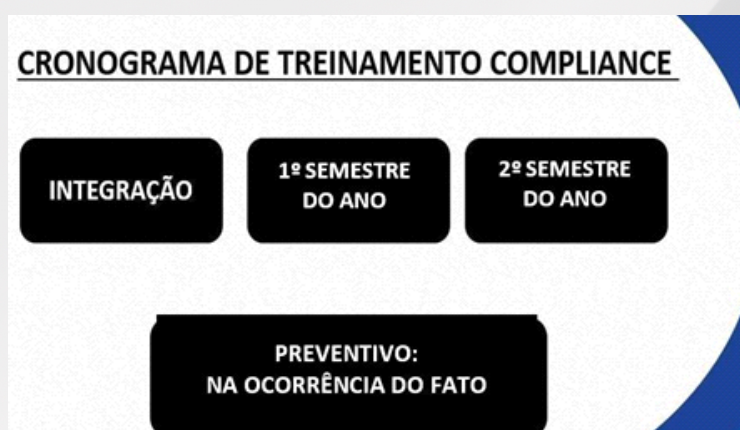 CRONOGRAMA DE TREINAMENTO COMPLIANCE
INTEGRAÇÃO
1º SEMESTRE
DO ANO
2º SEMESTRE
DO ANO
PREVENTIVO:
NA OCORRÊNCIA DO FATO